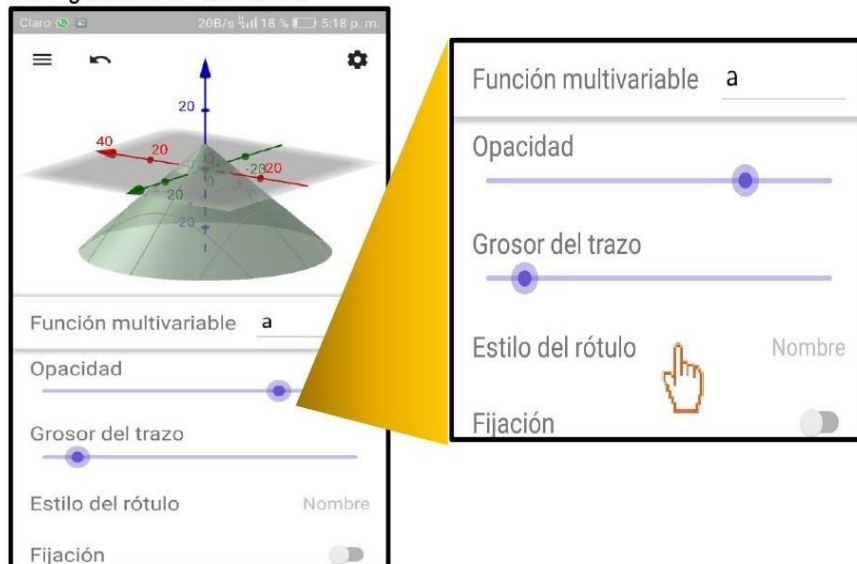 Claro 20B/s 18 % 5:18 p. m.
20
40
20
-20
20
20
-20
Función multivariable a
Opacidad
Grosor del trazo
Estilo del rótulo Nombre
Fijación
Función multivariable a
Opacidad
Grosor del trazo
Estilo del rótulo Nombre
Fijación